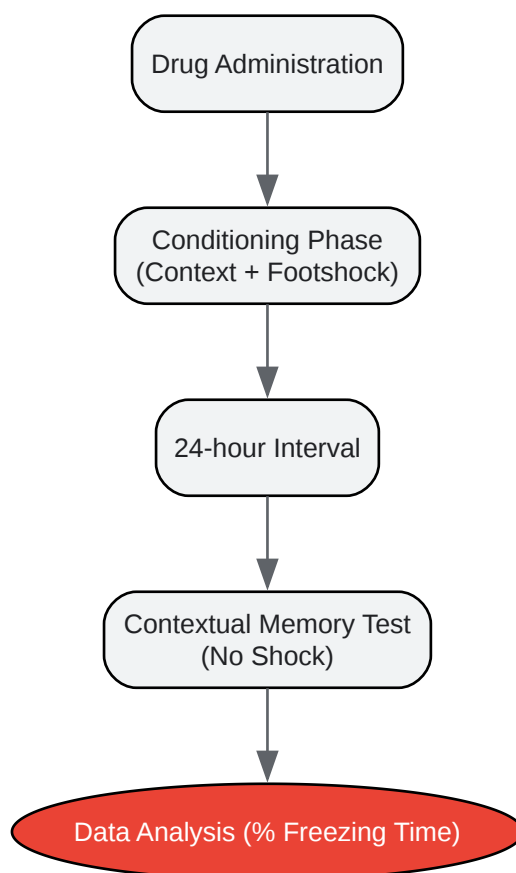 Drug Administration
Conditioning Phase
(Context + Footshock)
24-hour Interval
Contextual Memory Test
(No Shock)
Data Analysis (% Freezing Time)